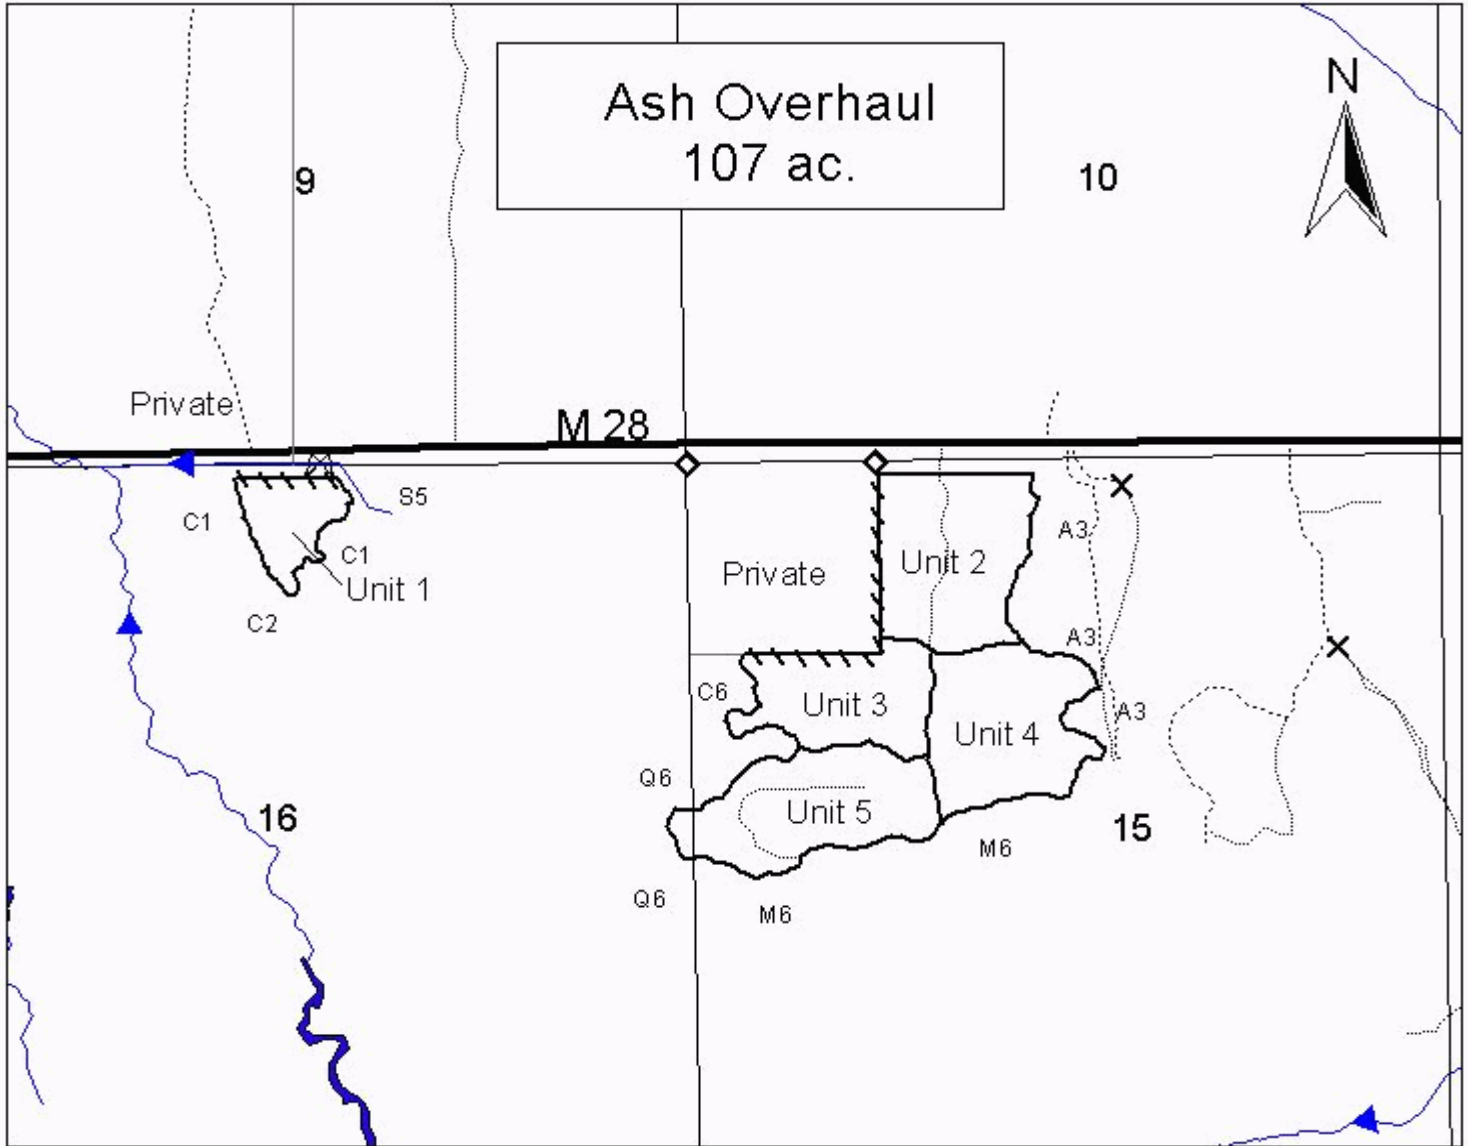 Ash Overhaul
107 ac.
N
9
10
Private
M 28
S5
C1
C1
Unit 1
C2
A3
Unit 2
Private
A3
C6
Unit 3
A3
Unit 4
Q6
Unit 5
16
15
M6
Q6
M6